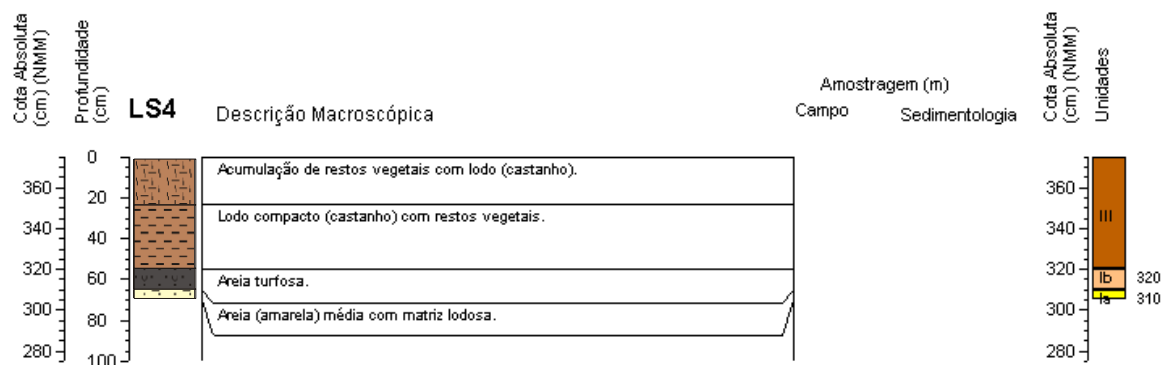 Cota Absoluta
(cm) (NMM)
Profundidade
(cm)
LS4
Descrição Macroscópica
Amostragem (m)
Campo
Sedimentologia
Cota Absoluta
(cm) (NMM)
Unidades
360
340
320
300
280
0
20
40
60
80
100
Acumulação de restos vegetais com lodo (castanho).
Lodo compacto (castanho) com restos vegetais.
Areia turfosa.
Areia (amarela) média com matriz lodosa.
360
340
320
300
280
III
Ib
Ia
320
310